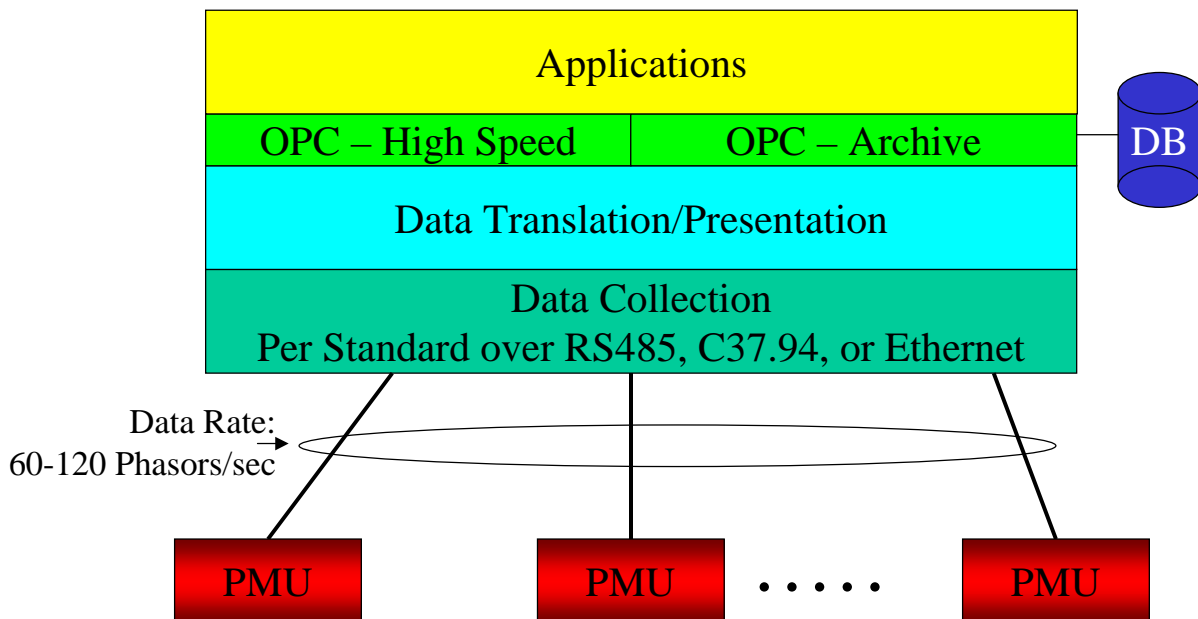 Applications
OPC – High Speed
OPC – Archive
DB
Data Translation/Presentation
Data Collection
Per Standard over RS485, C37.94, or Ethernet
Data Rate:
60-120 Phasors/sec
PMU
PMU
PMU